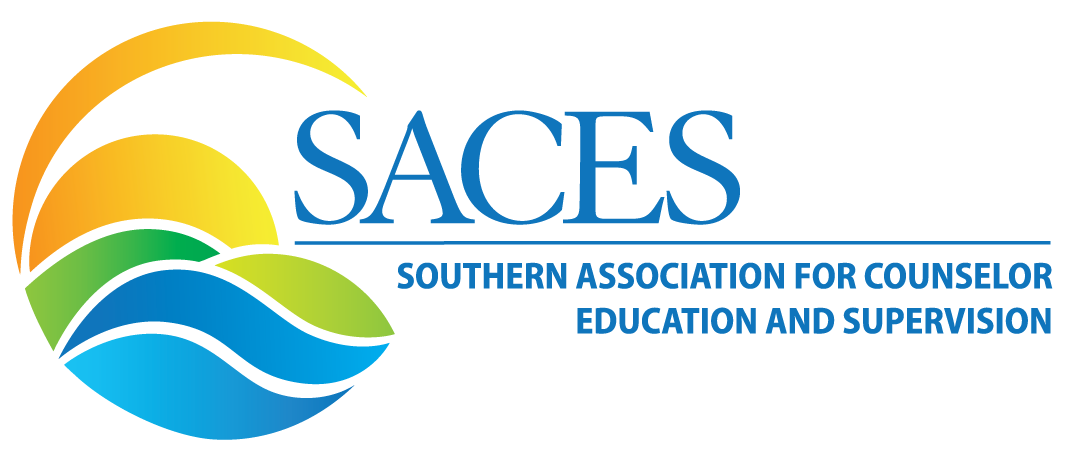 SACES
SOUTHERN ASSOCIATION FOR COUNSELOR
EDUCATION AND SUPERVISION